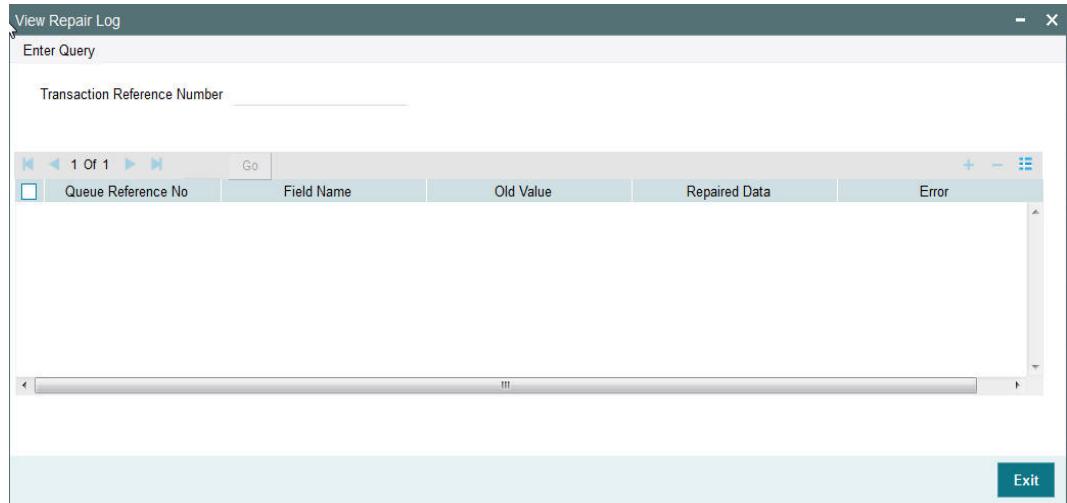 View Repair Log
Enter Query
Transaction Reference Number
1 Of 1 Go
Queue Reference No Field Name Old Value Repaired Data Error
Exit